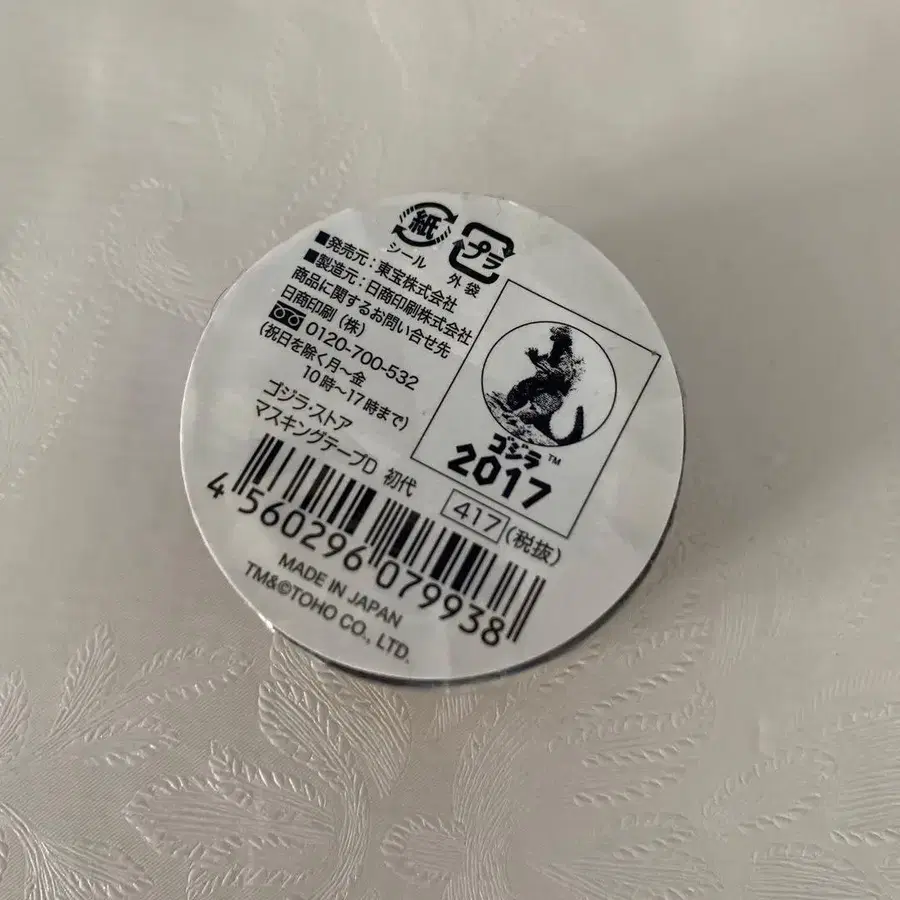 紙 プラ
シール 外袋
■発売元:東宝株式会社
■製造元:日商印刷株式会社
商品に関するお問い合せ先
日商印刷(株)
0120-700-532
(祝日を除く月~金
10時~17時まで)
ゴジラ・ストア
マスキングテープD 初代
ゴジラ TM
2017
417 (税抜)
4 560296 079938
MADE IN JAPAN
TM&©TOHO CO., LTD.